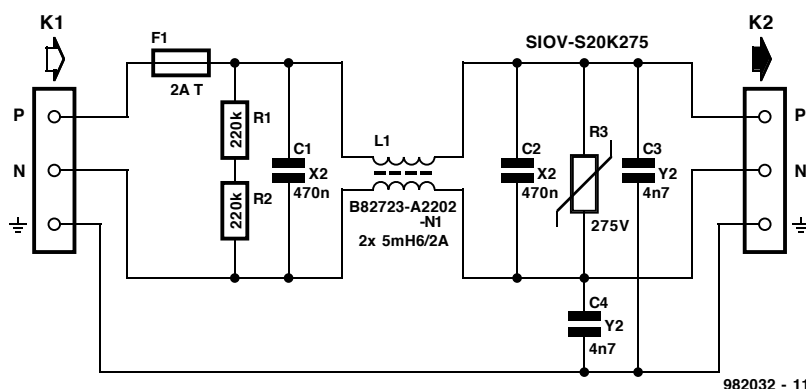 K1
F1
2A T
P
N
R1
220k
R2
220k
C1
X2
470n
L1
B82723-A2202
-N1
2x 5mH6/2A
SIOV-S20K275
C2
X2
470n
R3
275V
C3
Y2
4n7
C4
Y2
4n7
K2
P
N
982032 - 11